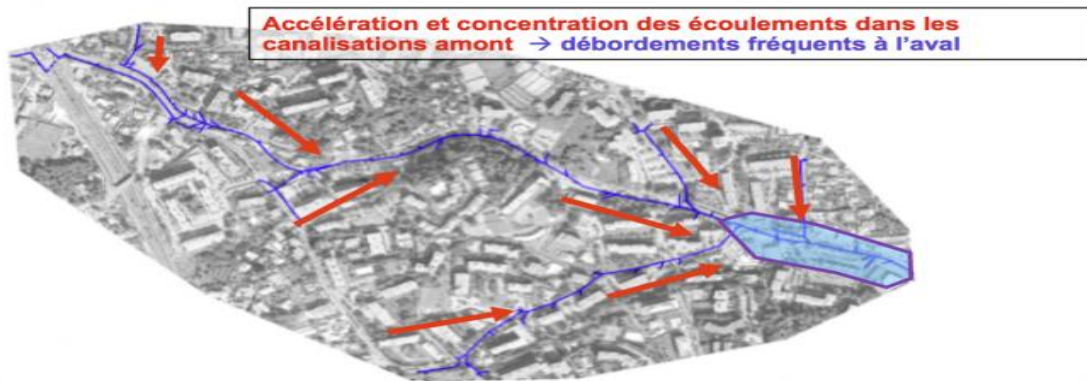 Accélération et concentration des écoulements dans les
canalisations amont → débordements fréquents à l'aval